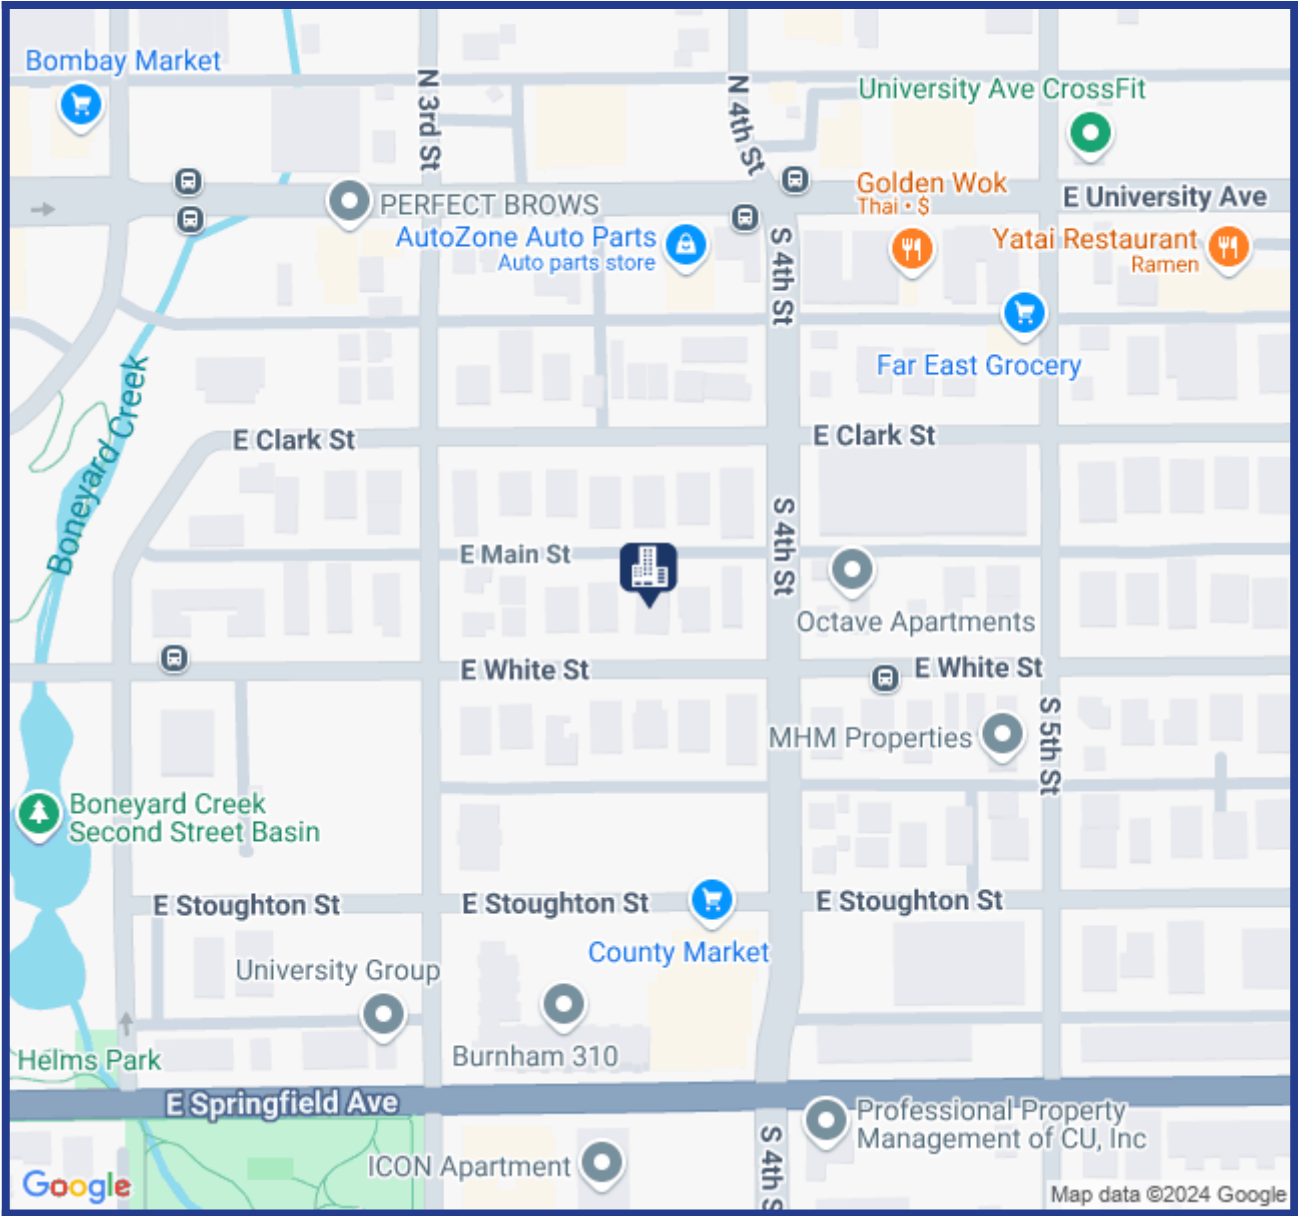 Bombay Market
N 3rd St
N 4th St
University Ave CrossFit
Golden Wok
Thai • $
E University Ave
PERFECT BROWS
AutoZone Auto Parts
Auto parts store
S 4th St
Yatai Restaurant
Ramen
Far East Grocery
Boneyard Creek
E Clark St
E Clark St
S 4th St
E Main St
Octave Apartments
E White St
E White St
S 5th St
MHM Properties
Boneyard Creek
Second Street Basin
E Stoughton St
E Stoughton St
E Stoughton St
County Market
University Group
Burnham 310
Helms Park
E Springfield Ave
Professional Property
Management of CU, Inc
S 4th S
ICON Apartment
Google
Map data ©2024 Google